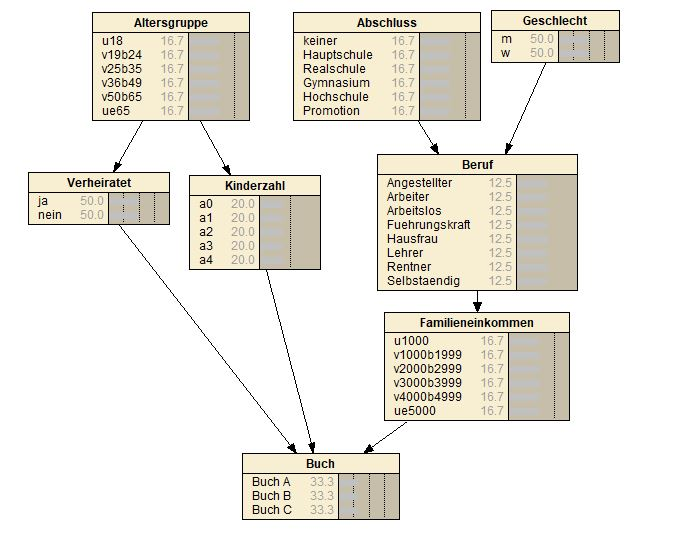 Altersgruppe
u18 16.7
v19b24 16.7
v25b35 16.7
v36b49 16.7
v50b65 16.7
ue65 16.7
Abschluss
keiner 16.7
Hauptschule 16.7
Realschule 16.7
Gymnasium 16.7
Hochschule 16.7
Promotion 16.7
Geschlecht
m 50.0
w 50.0
Verheiratet
ja 50.0
nein 50.0
Kinderzahl
a0 20.0
a1 20.0
a2 20.0
a3 20.0
a4 20.0
Beruf
Angestellter 12.5
Arbeiter 12.5
Arbeitslos 12.5
Fuehrungskraft 12.5
Hausfrau 12.5
Lehrer 12.5
Rentner 12.5
Selbstaendig 12.5
Familieneinkommen
u1000 16.7
v1000b1999 16.7
v2000b2999 16.7
v3000b3999 16.7
v4000b4999 16.7
ue5000 16.7
Buch
Buch A 33.3
Buch B 33.3
Buch C 33.3